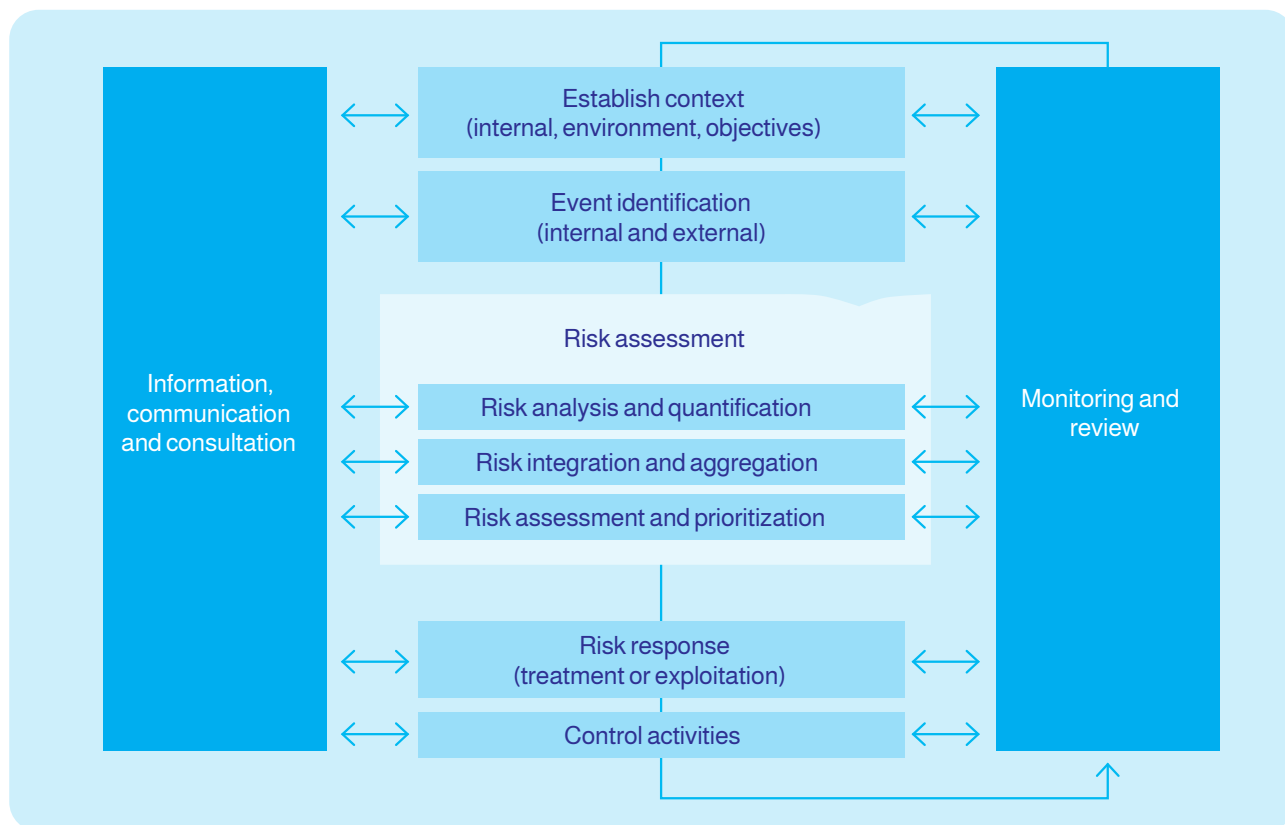 Establish context
(internal, environment, objectives)
Event identification
(internal and external)
Risk assessment
Information,
communication
and consultation
Risk analysis and quantification
Risk integration and aggregation
Risk assessment and prioritization
Monitoring and
review
Risk response
(treatment or exploitation)
Control activities